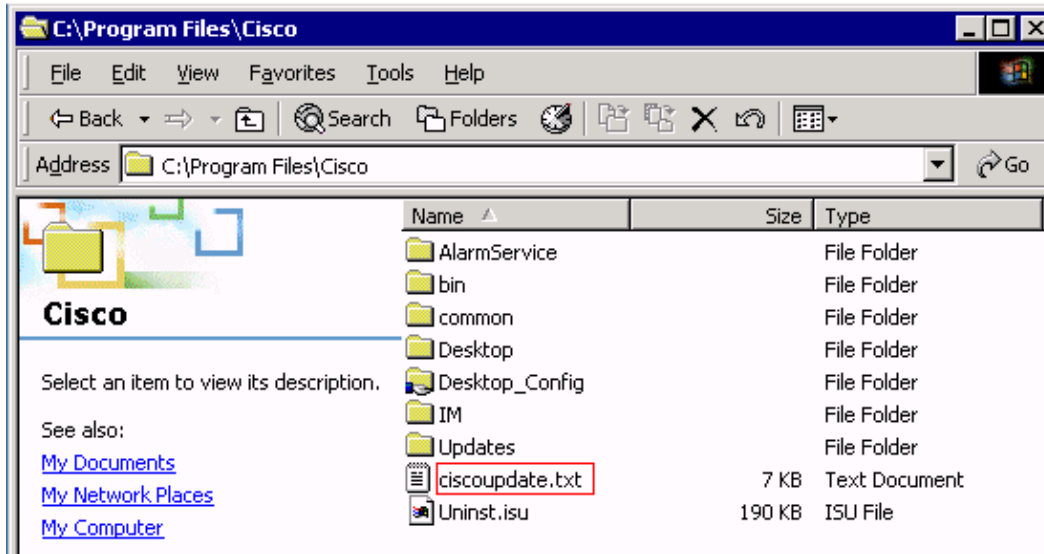 C:\Program Files\Cisco
File Edit View Favorites Tools Help
Back Search Folders
Address C:\Program Files\Cisco Go
Name Size Type
AlarmService File Folder
bin File Folder
Cisco
common File Folder
Desktop File Folder
Select an item to view its description.
Desktop_Config File Folder
IM File Folder
See also:
Updates File Folder
My Documents
ciscoupdate.txt 7 KB Text Document
My Network Places
Uninst.isu 190 KB ISU File
My Computer